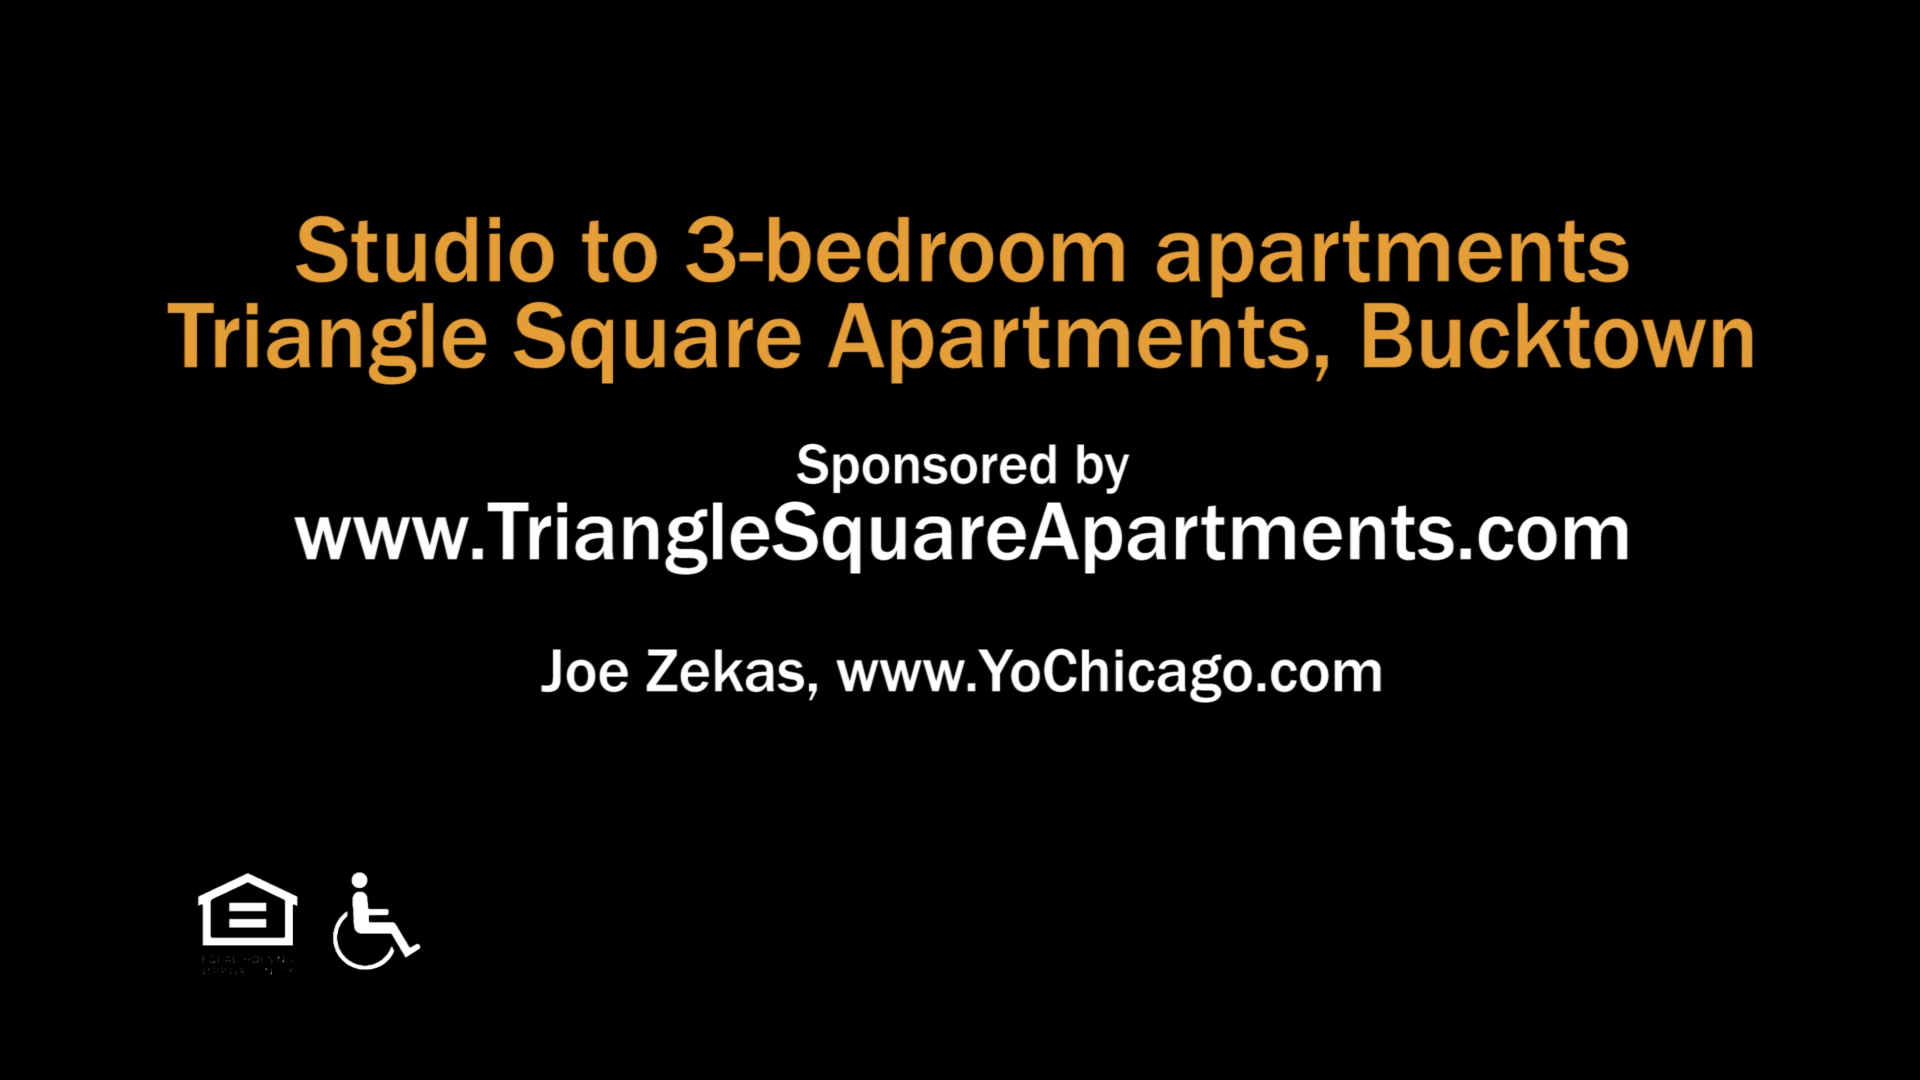 Studio to 3-bedroom apartments
Triangle Square Apartments, Bucktown
Sponsored by
www.TriangleSquareApartments.com
Joe Zekas, www.YoChicago.com